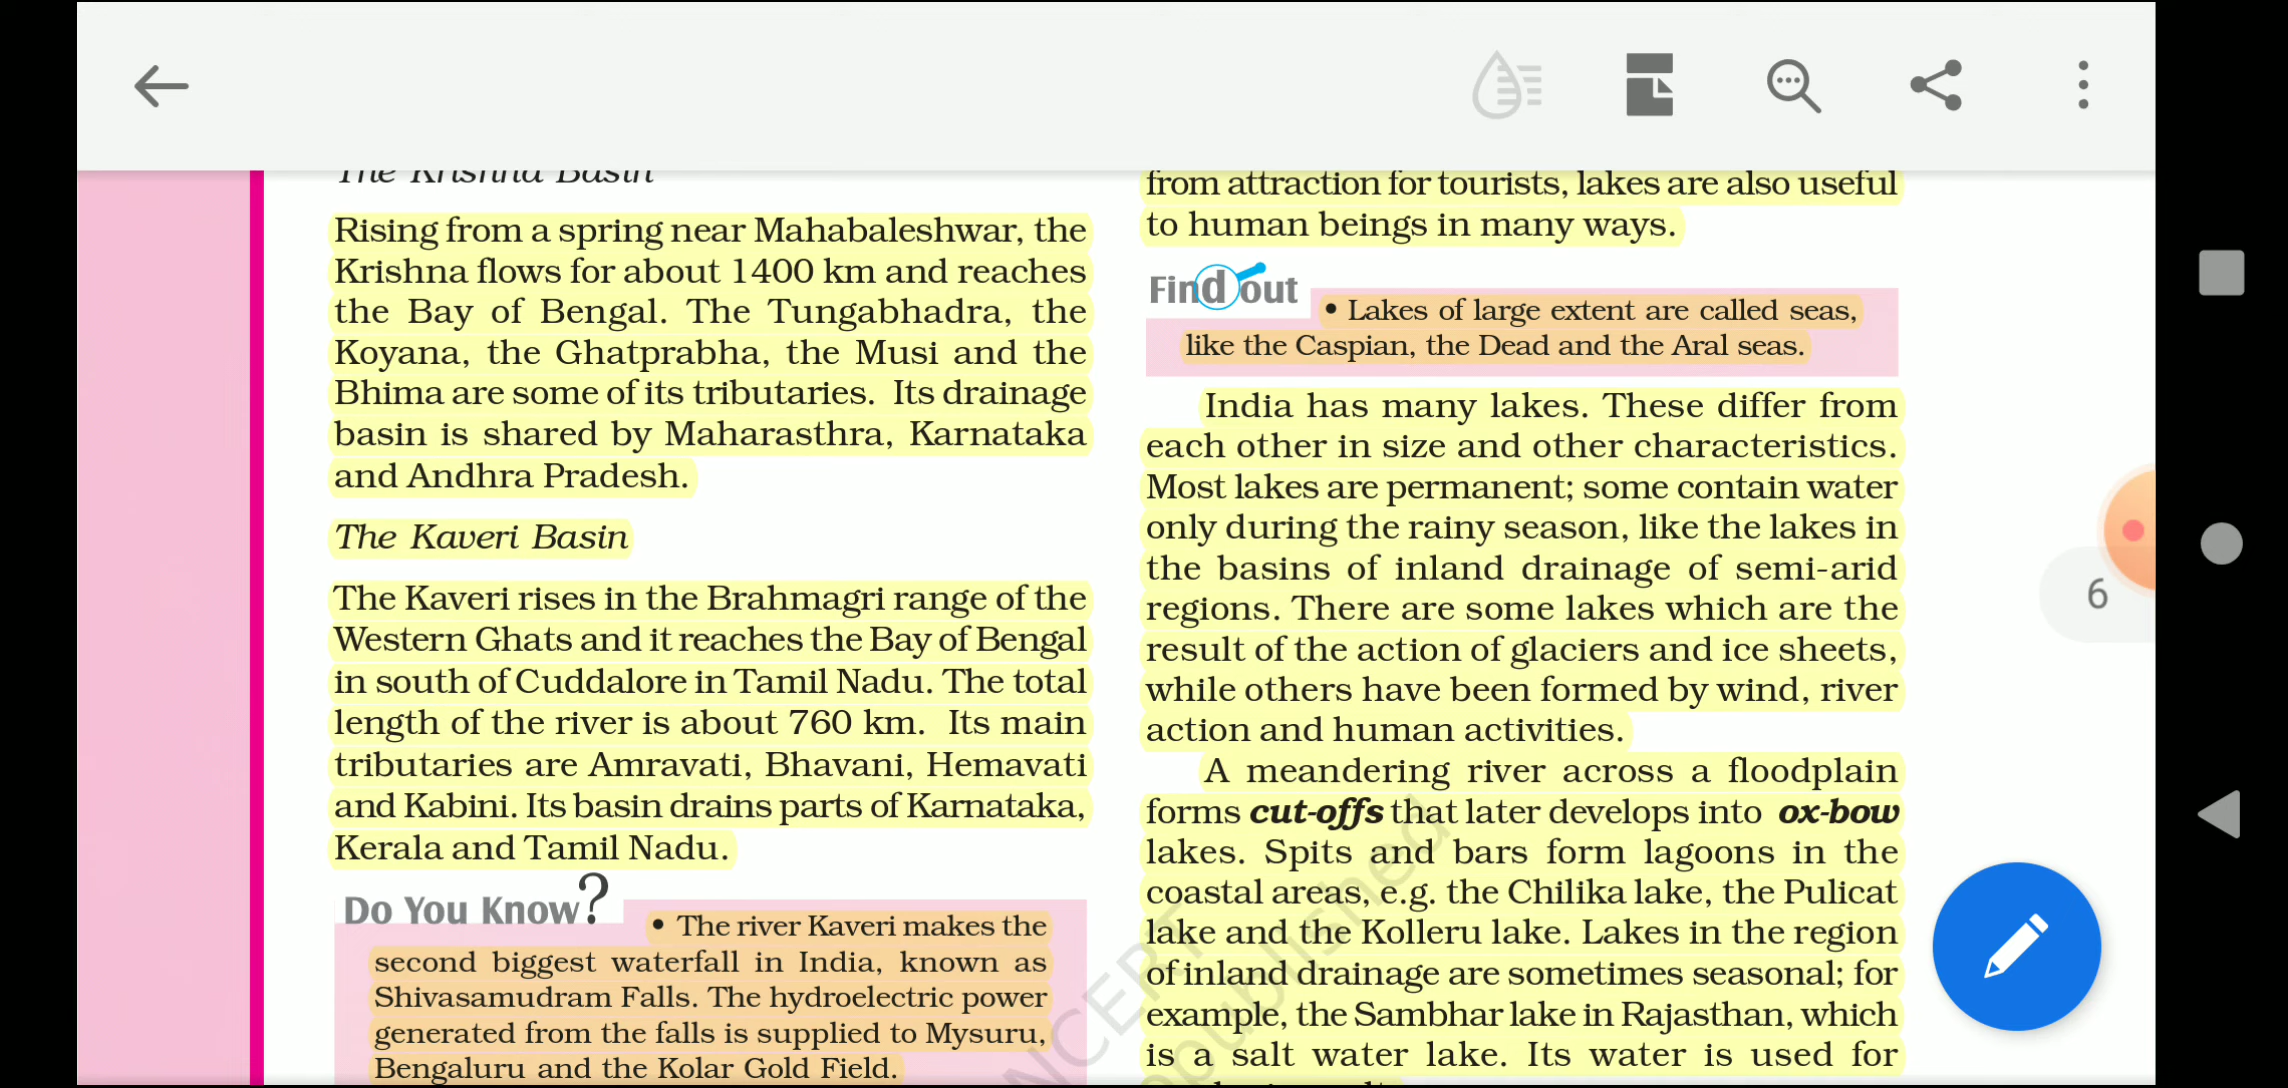 The Krishna Basin
Rising from a spring near Mahabaleshwar, the
Krishna flows for about 1400 km and reaches
the Bay of Bengal. The Tungabhadra, the
Koyana, the Ghatprabha, the Musi and the
Bhima are some of its tributaries. Its drainage
basin is shared by Maharasthra, Karnataka
and Andhra Pradesh.
The Kaveri Basin
The Kaveri rises in the Brahmagri range of the
Western Ghats and it reaches the Bay of Bengal
in south of Cuddalore in Tamil Nadu. The total
length of the river is about 760 km. Its main
tributaries are Amravati, Bhavani, Hemavati
and Kabini. Its basin drains parts of Karnataka,
Kerala and Tamil Nadu.
Do You Know?
• The river Kaveri makes the
second biggest waterfall in India, known as
Shivasamudram Falls. The hydroelectric power
generated from the falls is supplied to Mysuru,
Bengaluru and the Kolar Gold Field.
from attraction for tourists, lakes are also useful
to human beings in many ways.
Find out
• Lakes of large extent are called seas,
like the Caspian, the Dead and the Aral seas.
India has many lakes. These differ from
each other in size and other characteristics.
Most lakes are permanent; some contain water
only during the rainy season, like the lakes in
the basins of inland drainage of semi-arid
regions. There are some lakes which are the
result of the action of glaciers and ice sheets,
while others have been formed by wind, river
action and human activities.
A meandering river across a floodplain
forms cut-offs that later develops into ox-bow
lakes. Spits and bars form lagoons in the
coastal areas, e.g. the Chilika lake, the Pulicat
lake and the Kolleru lake. Lakes in the region
of inland drainage are sometimes seasonal; for
example, the Sambhar lake in Rajasthan, which
is a salt water lake. Its water is used for
NCERT
6